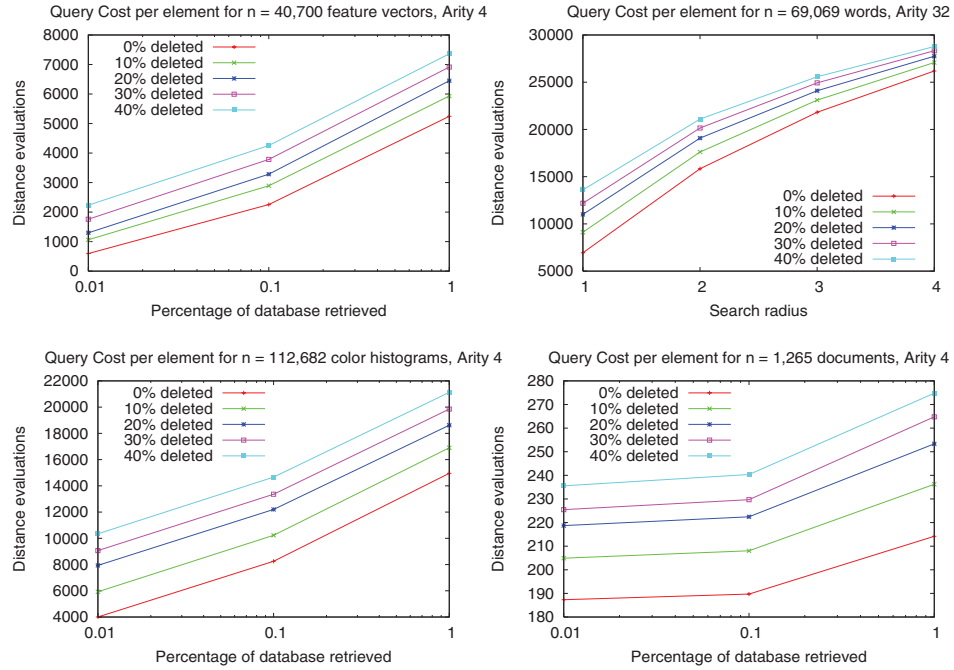 Query Cost per element for n = 40,700 feature vectors, Arity 4
8000
7000
6000
5000
4000
3000
2000
1000
0
Distance evaluations
0% deleted
10% deleted
20% deleted
30% deleted
40% deleted
0.01 0.1 1
Percentage of database retrieved
Query Cost per element for n = 69,069 words, Arity 32
30000
25000
20000
15000
10000
5000
Distance evaluations
0% deleted
10% deleted
20% deleted
30% deleted
40% deleted
1 2 3 4
Search radius
Query Cost per element for n = 112,682 color histograms, Arity 4
22000
20000
18000
16000
14000
12000
10000
8000
6000
4000
Distance evaluations
0% deleted
10% deleted
20% deleted
30% deleted
40% deleted
0.01 0.1 1
Percentage of database retrieved
Query Cost per element for n = 1,265 documents, Arity 4
280
270
260
250
240
230
220
210
200
190
180
Distance evaluations
0% deleted
10% deleted
20% deleted
30% deleted
40% deleted
0.01 0.1 1
Percentage of database retrieved